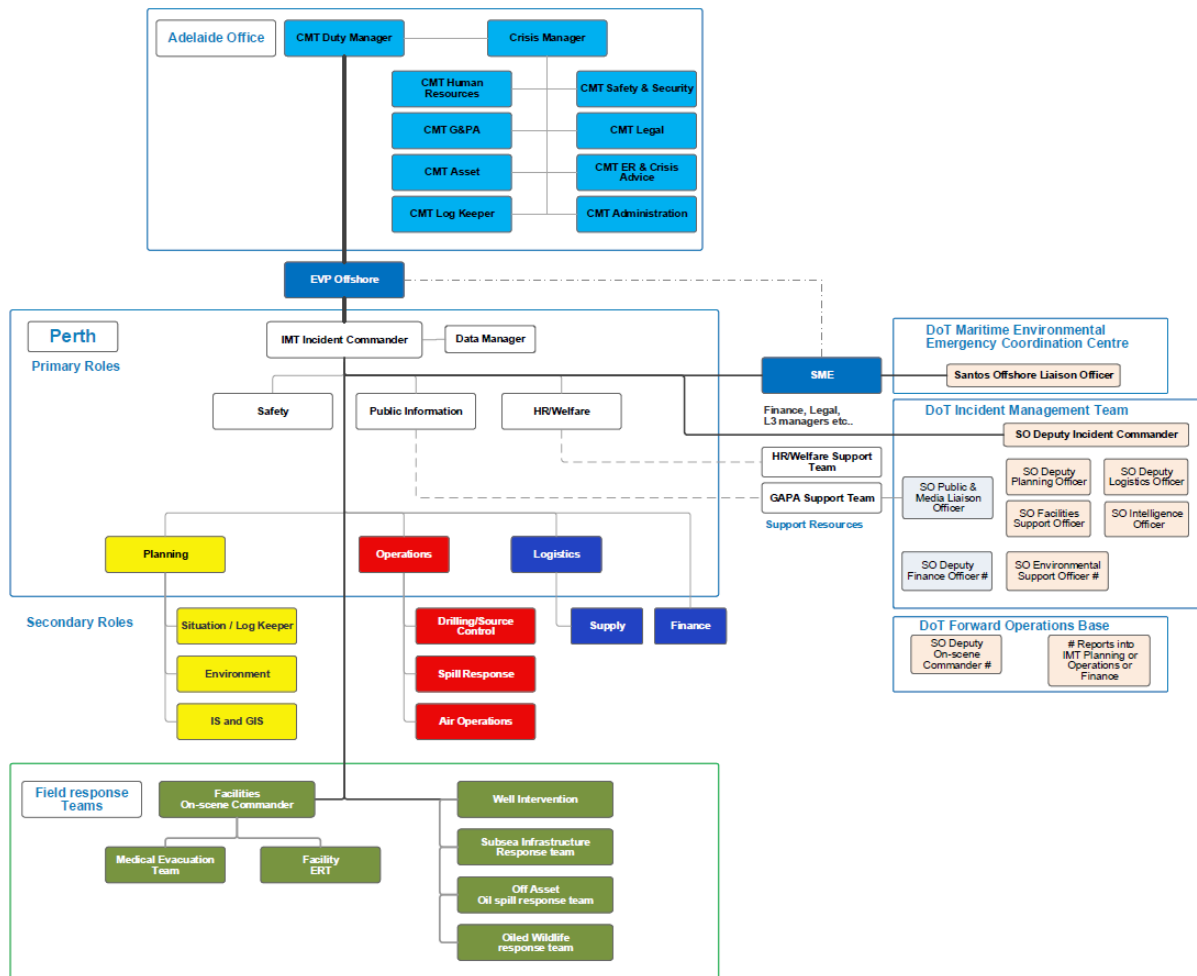 Adelaide Office
CMT Duty Manager
Crisis Manager
CMT Human
Resources
CMT Safety & Security
CMT G&PA
CMT Legal
CMT Asset
CMT ER & Crisis
Advice
CMT Log Keeper
CMT Administration
EVP Offshore
Perth
Primary Roles
IMT Incident Commander
Data Manager
Safety
Public Information
HR/Welfare
SME
Finance, Legal,
L3 managers etc..
HR/Welfare Support
Team
GAPA Support Team
Support Resources
DoT Maritime Environmental
Emergency Coordination Centre
Santos Offshore Liaison Officer
DoT Incident Management Team
SO Deputy Incident Commander
SO Public &
Media Liaison
Officer
SO Deputy
Planning Officer
SO Deputy
Logistics Officer
SO Facilities
Support Officer
SO Intelligence
Officer
SO Deputy
Finance Officer #
SO Environmental
Support Officer #
DoT Forward Operations Base
SO Deputy
On-scene
Commander #
# Reports into
IMT Planning or
Operations or
Finance
Planning
Operations
Logistics
Secondary Roles
Situation / Log Keeper
Environment
IS and GIS
Drilling/Source
Control
Spill Response
Air Operations
Supply
Finance
Field response
Teams
Facilities
On-scene Commander
Medical Evacuation
Team
Facility
ERT
Well Intervention
Subsea Infrastructure
Response team
Off Asset
Oil spill response team
Oiled Wildlife
response team